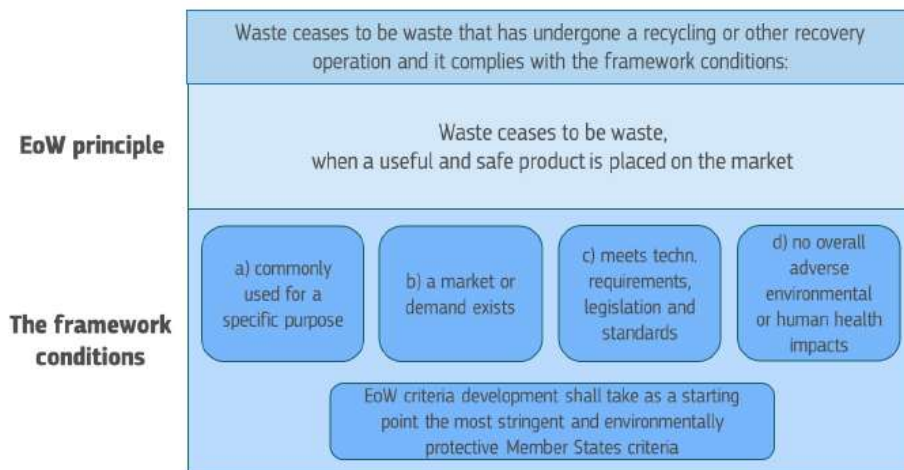 Waste ceases to be waste that has undergone a recycling or other recovery
operation and it complies with the framework conditions:
EoW principle
Waste ceases to be waste,
when a useful and safe product is placed on the market
The framework
conditions
a) commonly
used for a
specific purpose
b) a market or
demand exists
c) meets techn.
requirements,
legislation and
standards
d) no overall
adverse
environmental
or human health
impacts
EoW criteria development shall take as a starting
point the most stringent and environmentally
protective Member States criteria